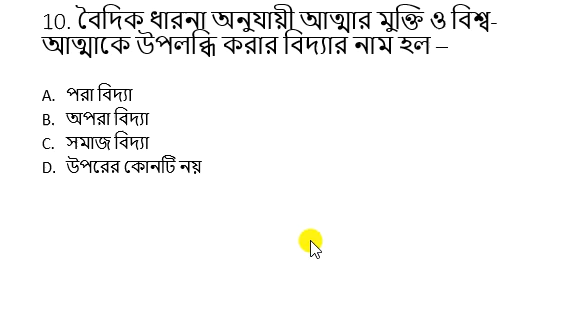 10. বৈদিক ধারনা অনুযায়ী আত্মার মুক্তি ও বিশ্ব-
আত্মাকে উপলব্ধি করার বিদ্যার নাম হল –
A. পরা বিদ্যা
B. অপরা বিদ্যা
C. সমাজ বিদ্যা
D. উপরের কোনটি নয়